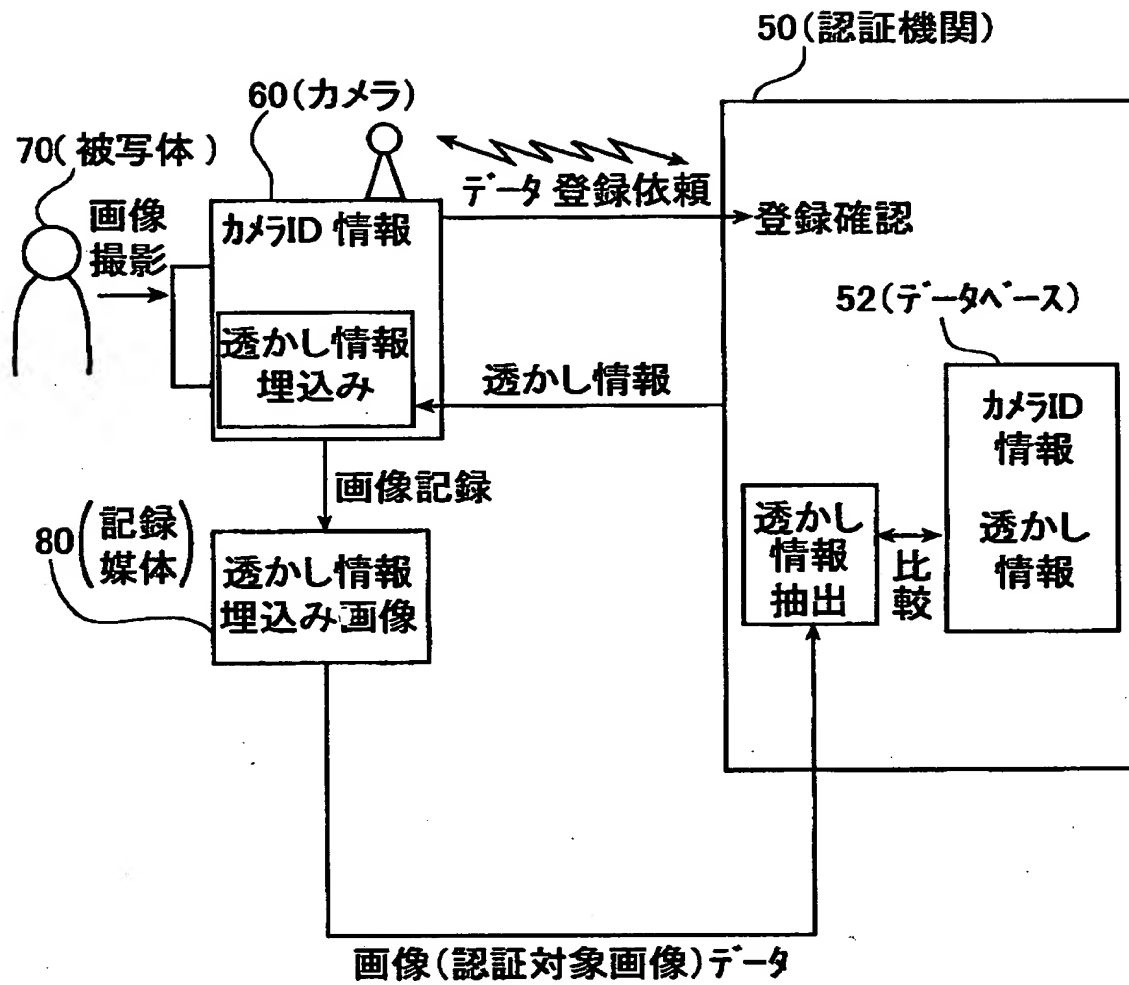 50(認証機関)
60(カメラ)
70(被写体)
画像
撮影
カメラID 情報
データ 登録依頼
登録確認
52(データベース)
透かし情報
埋込み
透かし情報
カメラID
情報
透かし
情報
画像記録
透かし
情報
抽出
比
較
80(記録
媒体)
透かし情報
埋込み画像
画像(認証対象画像)データ